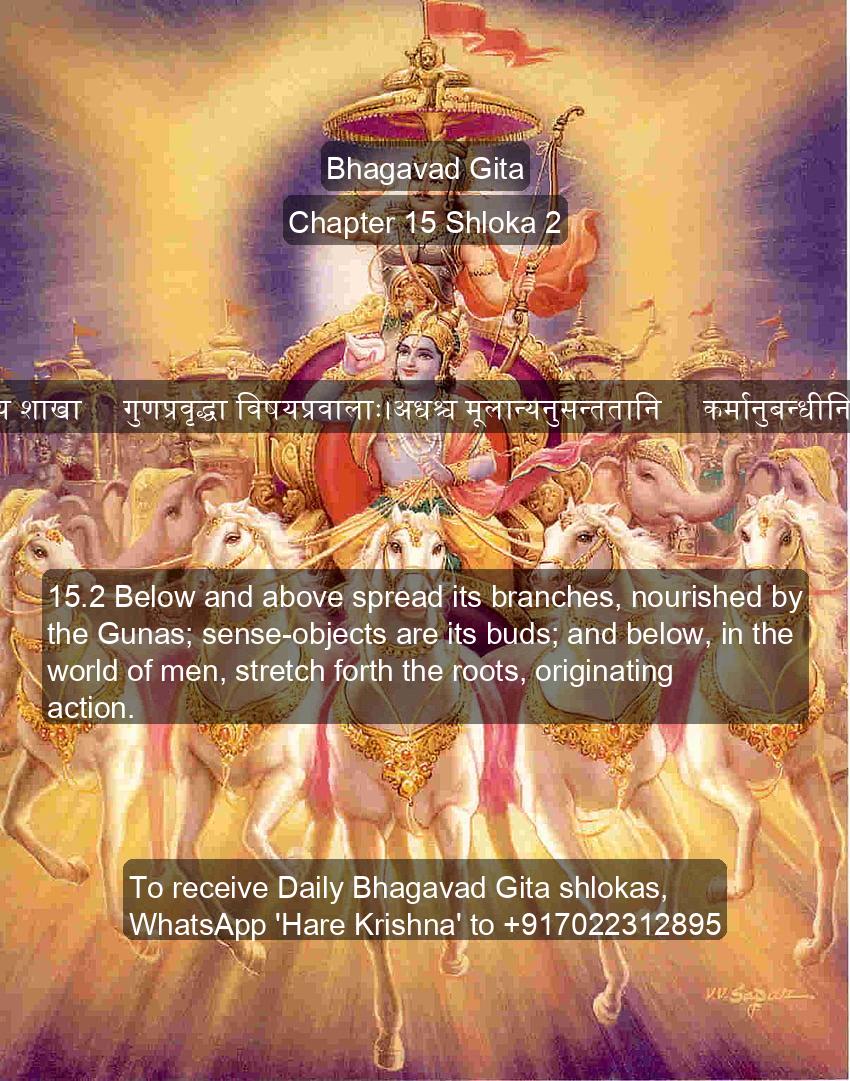 Bhagavad Gita
Chapter 15 Shloka 2
शाखा गुणप्रवृद्धा विषयप्रवालाः।अधश्च मूलान्यनुसन्ततानि कर्मानुबन्धीनि
15.2 Below and above spread its branches, nourished by
the Gunas; sense-objects are its buds; and below, in the
world of men, stretch forth the roots, originating
action.
To receive Daily Bhagavad Gita shlokas,
WhatsApp 'Hare Krishna' to +917022312895